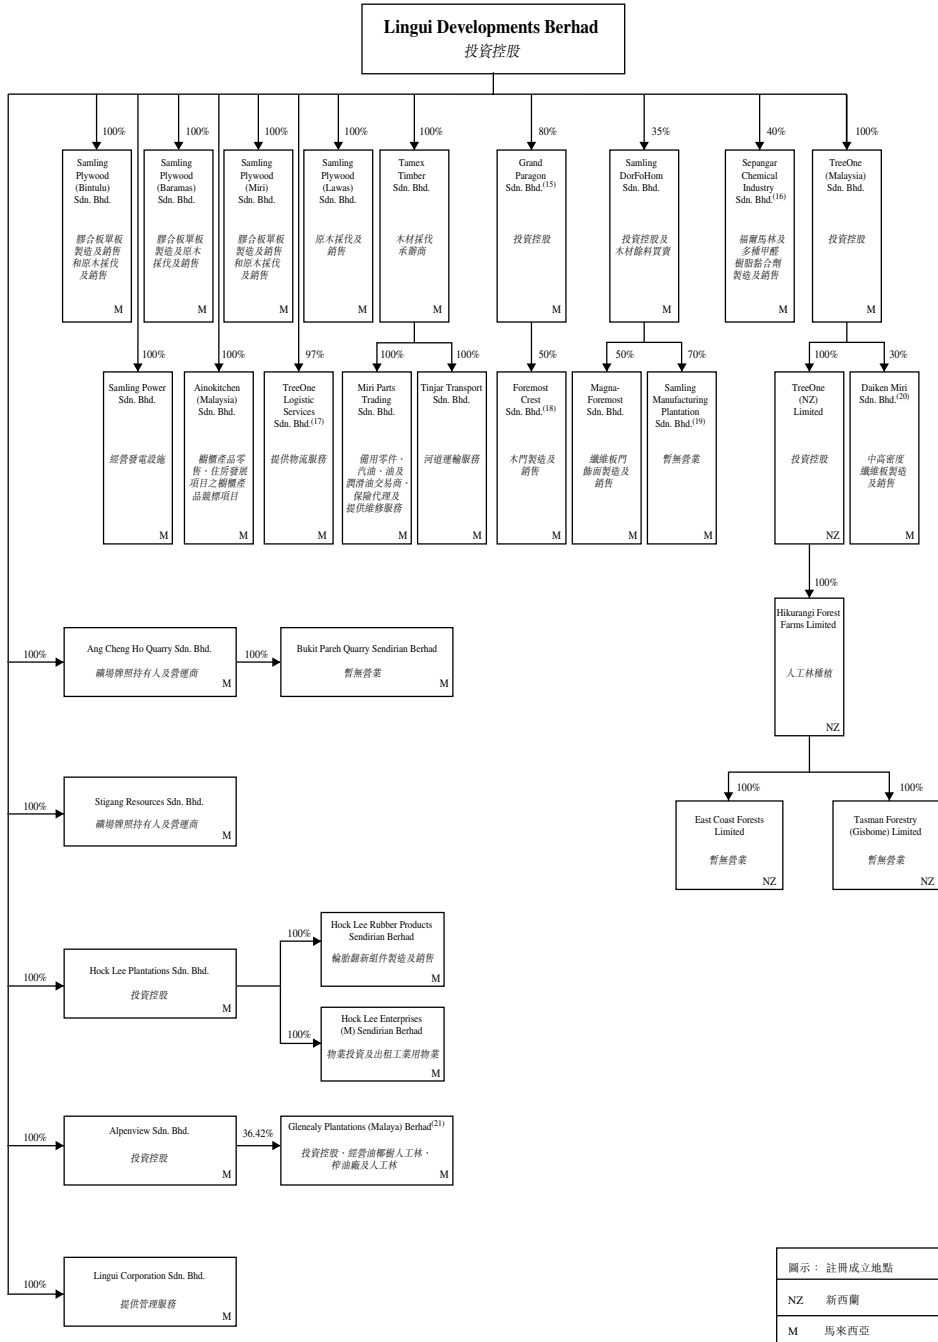 Lingui Developments Berhad
投資控股
100%
100%
100%
100%
100%
80%
35%
40%
100%
Samling
Plywood
(Bintulu)
Sdn. Bhd.
膠合板單板
製造及銷售
和原木採伐
及銷售
M
Samling
Plywood
(Baramas)
Sdn. Bhd.
膠合板單板
製造及原木
採伐及銷售
M
Samling
Plywood
(Miri)
Sdn. Bhd.
膠合板單板
製造及銷售
和原木採伐
及銷售
M
Samling
Plywood
(Lawas)
Sdn. Bhd.
原木採伐及
銷售
M
Tamex
Timber
Sdn. Bhd.
木材採伐
承辦商
M
Grand
Paragon
Sdn. Bhd.(15)
投資控股
M
Samling
DorFoHom
Sdn. Bhd.
投資控股及
木材餘料買賣
M
Sepangar
Chemical
Industry
Sdn. Bhd.(16)
福爾馬林及
多種甲醛
樹脂黏合劑
製造及銷售
M
TreeOne
(Malaysia)
Sdn. Bhd.
投資控股
M
100%
100%
97%
100%
100%
50%
50%
70%
100%
30%
Samling Power
Sdn. Bhd.
經營發電設施
M
Ainokitchen
(Malaysia)
Sdn. Bhd.
櫥櫃產品零
售、住房發展
項目之櫥櫃產
品競標項目
M
TreeOne
Logistic
Services
Sdn. Bhd.(17)
提供物流服務
M
Miri Parts
Trading
Sdn. Bhd.
備用零件、
汽油、油及
潤滑油交易商、
保險代理及
提供維修服務
M
Tinjar Transport
Sdn. Bhd.
河道運輸服務
M
Foremost
Crest
Sdn. Bhd.(18)
木門製造及
銷售
M
Magna-
Foremost
Sdn. Bhd.
纖維板門
飾面製造及
銷售
M
Samling
Manufacturing
Plantation
Sdn. Bhd.(19)
暫無營業
M
TreeOne
(NZ)
Limited
投資控股
NZ
Daiken Miri
Sdn. Bhd.(20)
中高密度
纖維板製造
及銷售
M
100%
Hikurangi Forest
Farms Limited
人工林種植
NZ
100%
100%
East Coast Forests
Limited
暫無營業
NZ
Tasman Forestry
(Gisborne) Limited
暫無營業
NZ
100%
Ang Cheng Ho Quarry Sdn. Bhd.
礦場牌照持有人及營運商
M
100%
Bukit Pareh Quarry Sendirian Berhad
暫無營業
M
100%
Stigang Resources Sdn. Bhd.
礦場牌照持有人及營運商
M
100%
Hock Lee Plantations Sdn. Bhd.
投資控股
M
100%
Hock Lee Rubber Products
Sendirian Berhad
輪胎翻新組件製造及銷售
M
100%
Hock Lee Enterprises
(M) Sendirian Berhad
物業投資及出租工業用物業
M
100%
Alpenview Sdn. Bhd.
投資控股
M
36.42%
Glenealy Plantations (Malaya) Berhad(21)
投資控股、經營油椰樹人工林、
榨油廠及人工林
M
100%
Lingui Corporation Sdn. Bhd.
提供管理服務
M
圖示：註冊成立地點
NZ 新西蘭
M 馬來西亞